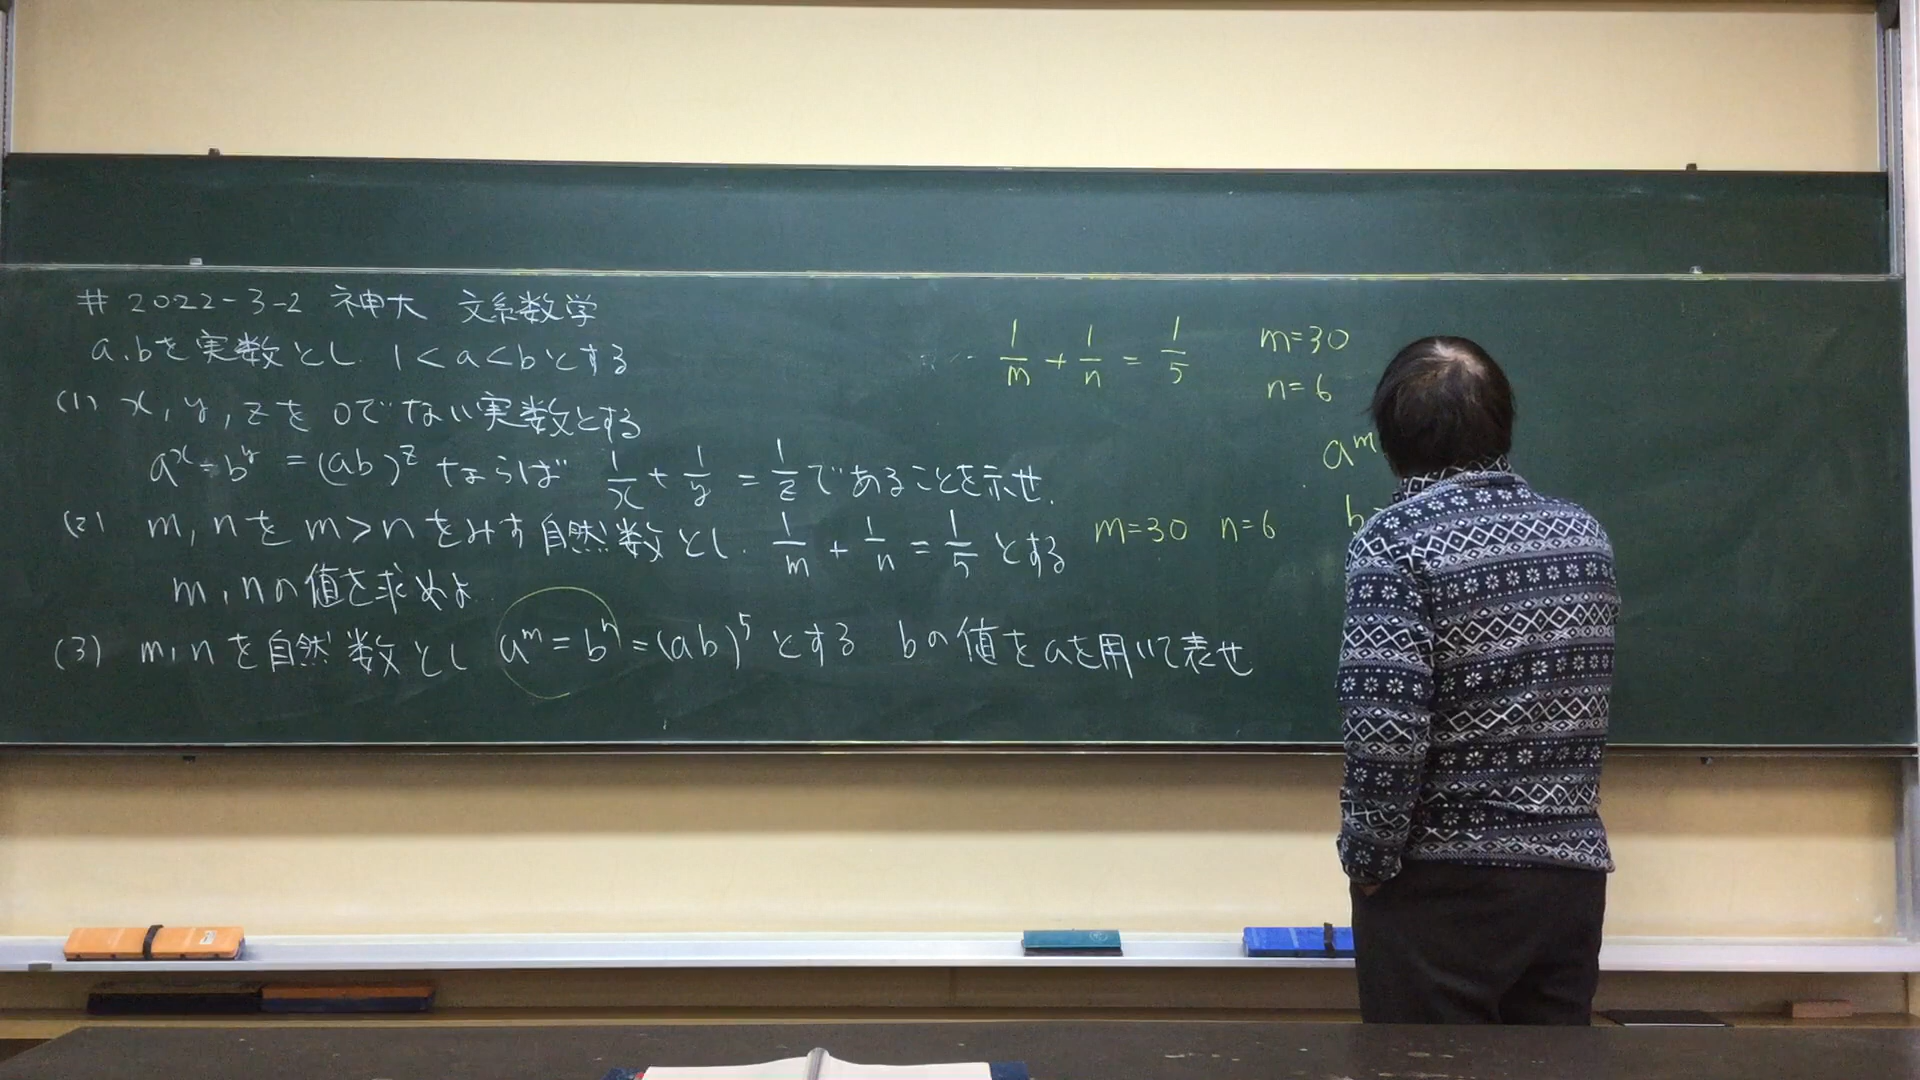 # 2022-3-2 神大 文系数学
a.bを実数とし 1<a<bとする
(1) x, y, zを 0でない実数とする
a^x = b^y = (ab)^z ならば 1/x + 1/y = 1/z であることを示せ.
(2) m, nを m>nをみす自然数とし. 1/m + 1/n = 1/5 とする
m, nの値を求めよ
(3) m, nを自然数とし a^m = b^n = (ab)^5 とする bの値をaを用いて表せ
1/m + 1/n = 1/5
m=30
n=6
a^m
m=30 n=6
b